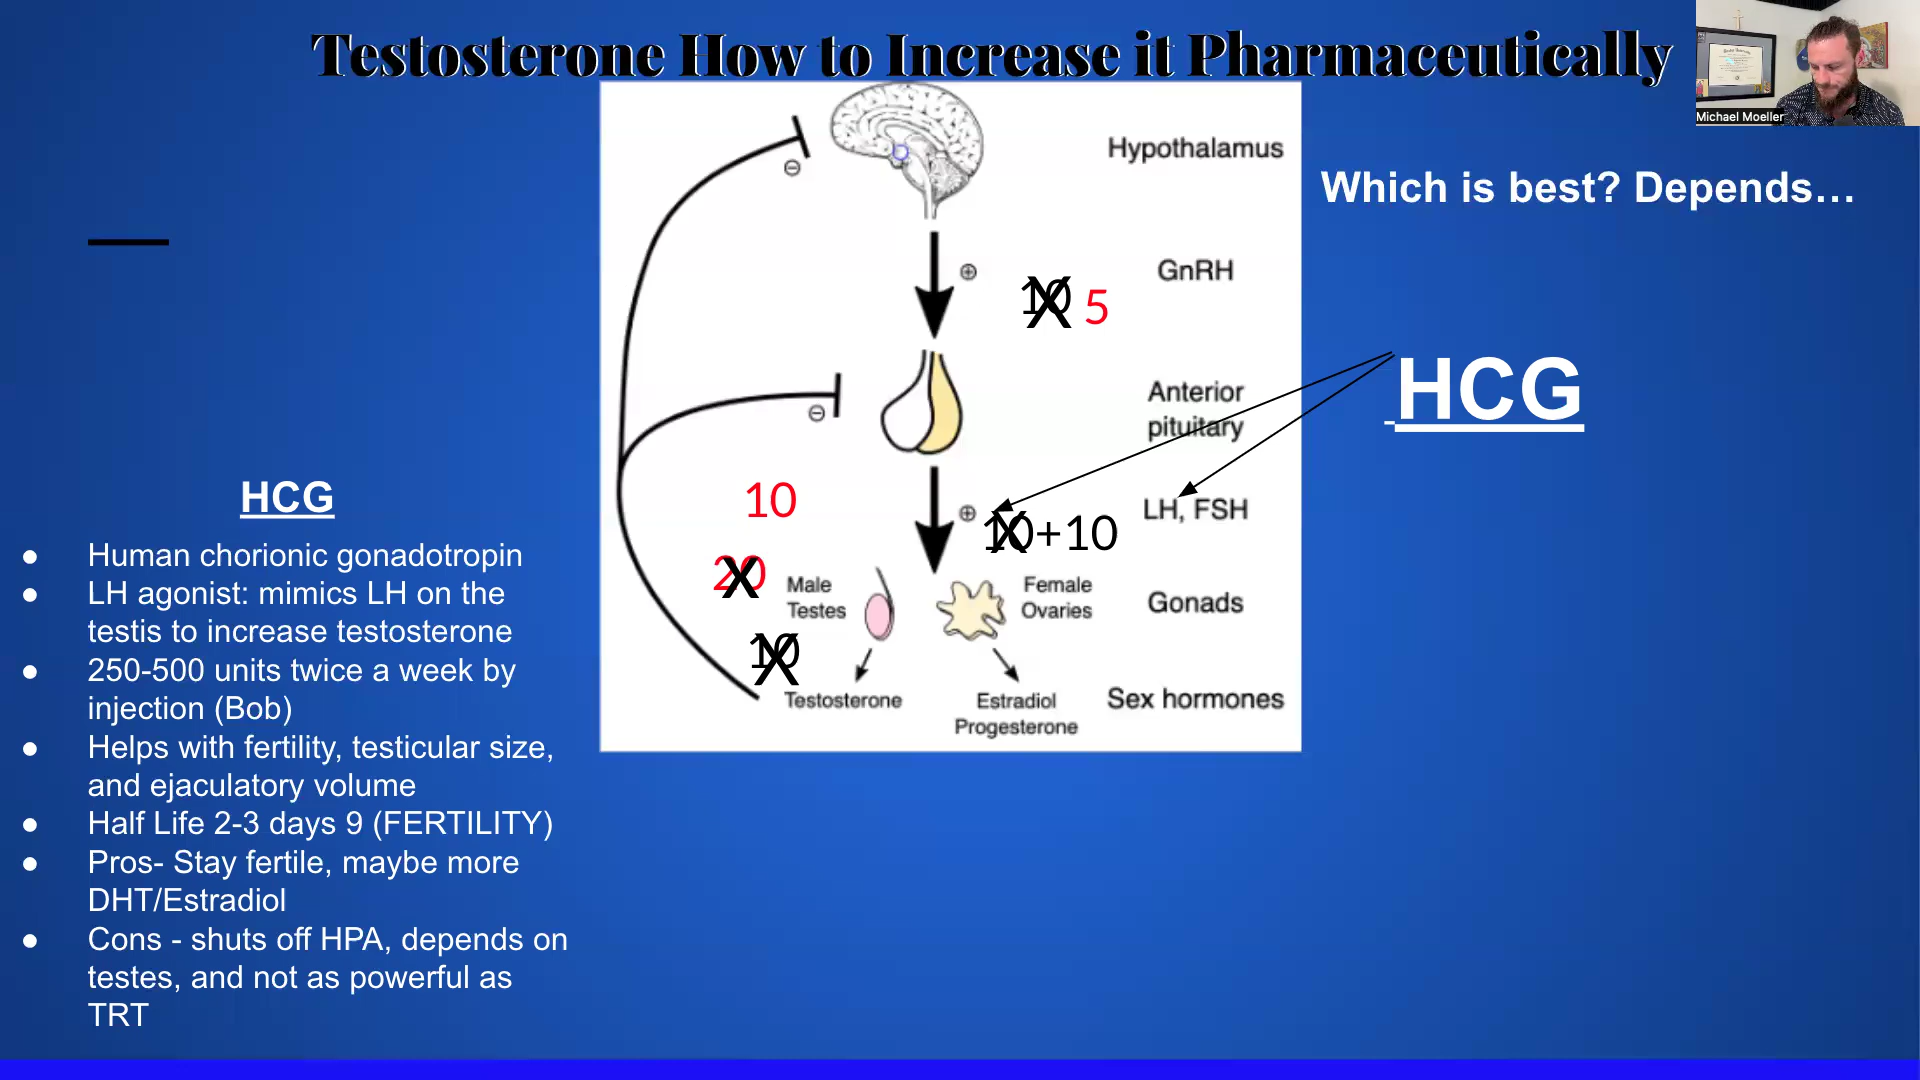 Testosterone How to Increase it Pharmaceutically
Michael Moeller
Which is best? Depends...
Hypothalamus
GnRH
10 X 5
Anterior
pituitary
HCG
LH, FSH
10 X +10
10
20 X
10 X
Male
Testes
Female
Ovaries
Gonads
Testosterone
Estradiol
Progesterone
Sex hormones
HCG
● Human chorionic gonadotropin
● LH agonist: mimics LH on the
testis to increase testosterone
● 250-500 units twice a week by
injection (Bob)
● Helps with fertility, testicular size,
and ejaculatory volume
● Half Life 2-3 days 9 (FERTILITY)
● Pros- Stay fertile, maybe more
DHT/Estradiol
● Cons - shuts off HPA, depends on
testes, and not as powerful as
TRT